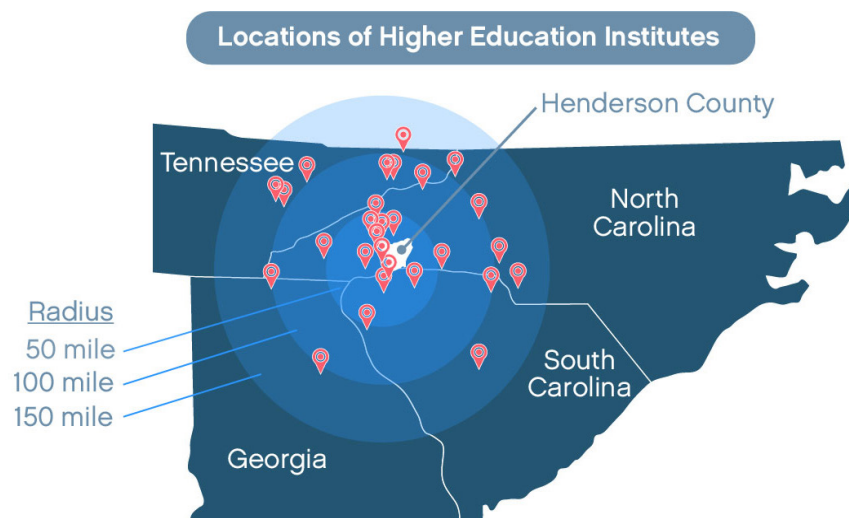 Locations of Higher Education Institutes
Henderson County
Tennessee
North
Carolina
Radius
50 mile
100 mile
150 mile
South
Carolina
Georgia